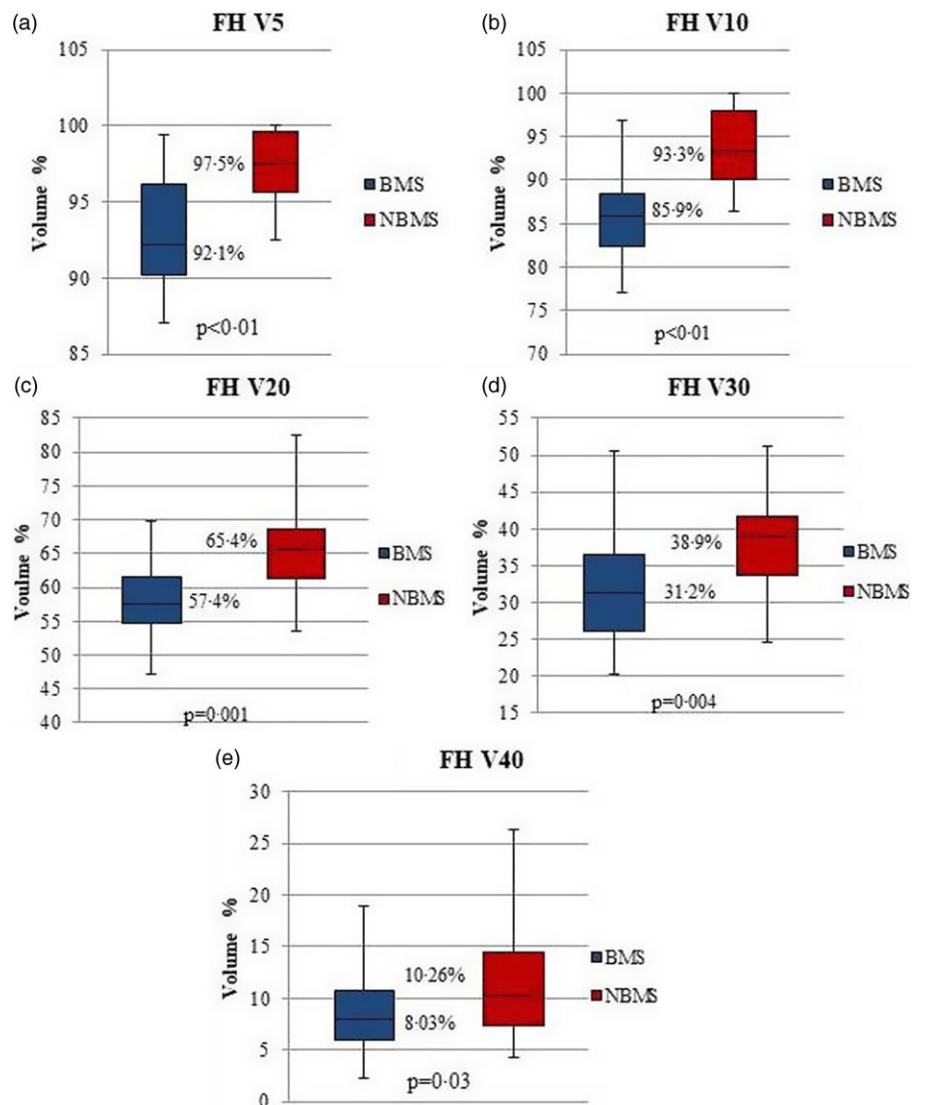 (a)
FH V5
105
100
95
90
85
Volume %
97·5%
92·1%
p<0·01
BMS
NBMS
(b)
FH V10
105
100
95
90
85
80
75
70
Volume %
93·3%
85·9%
p<0·01
BMS
NBMS
(c)
FH V20
85
80
75
70
65
60
55
50
45
40
Voulme %
65·4%
57·4%
p=0·001
BMS
NBMS
(d)
FH V30
55
50
45
40
35
30
25
20
15
Volume %
38·9%
31·2%
p=0·004
BMS
NBMS
(e)
FH V40
30
25
20
15
10
5
0
Volume %
10·26%
8·03%
p=0·03
BMS
NBMS